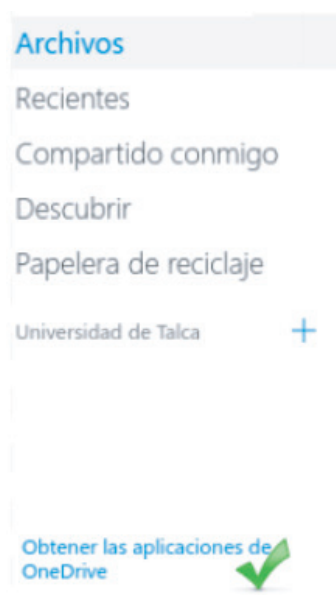 Archivos
Recientes
Compartido conmigo
Descubrir
Papelera de reciclaje
Universidad de Talca +
Obtener las aplicaciones de
OneDrive